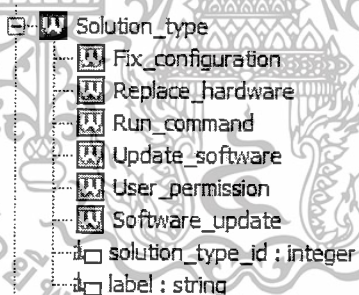 Solution_type
Fix_configuration
Replace_hardware
Run_command
Update_software
User_permission
Software_update
solution_type_id : integer
label : string